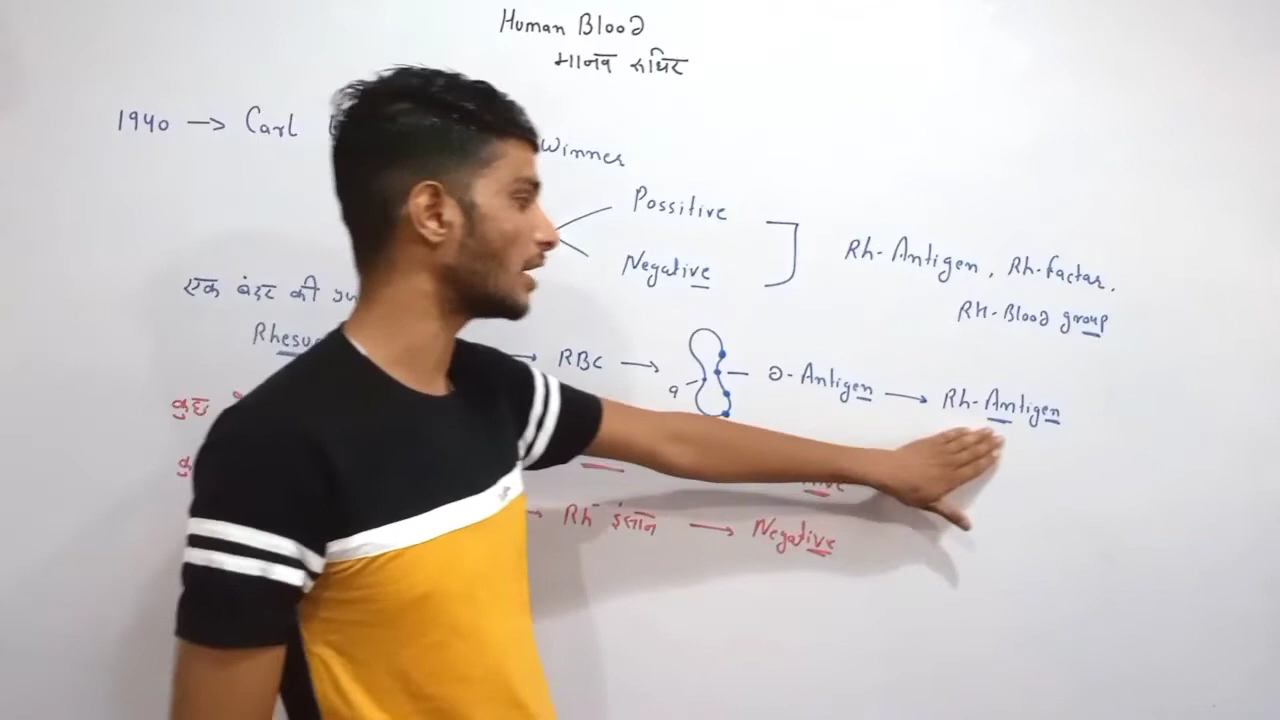 Human Blood
मानव रुधिर
1940 → Carl
Winner
Possitive
Negative
Rh-Antigen, Rh-factor,
RH-Blood group
एक बंदर की
Rhesus
→ RBC → D-Antigen → Rh-Antigen
कुछ
Rh⁻ इंसान → Negative